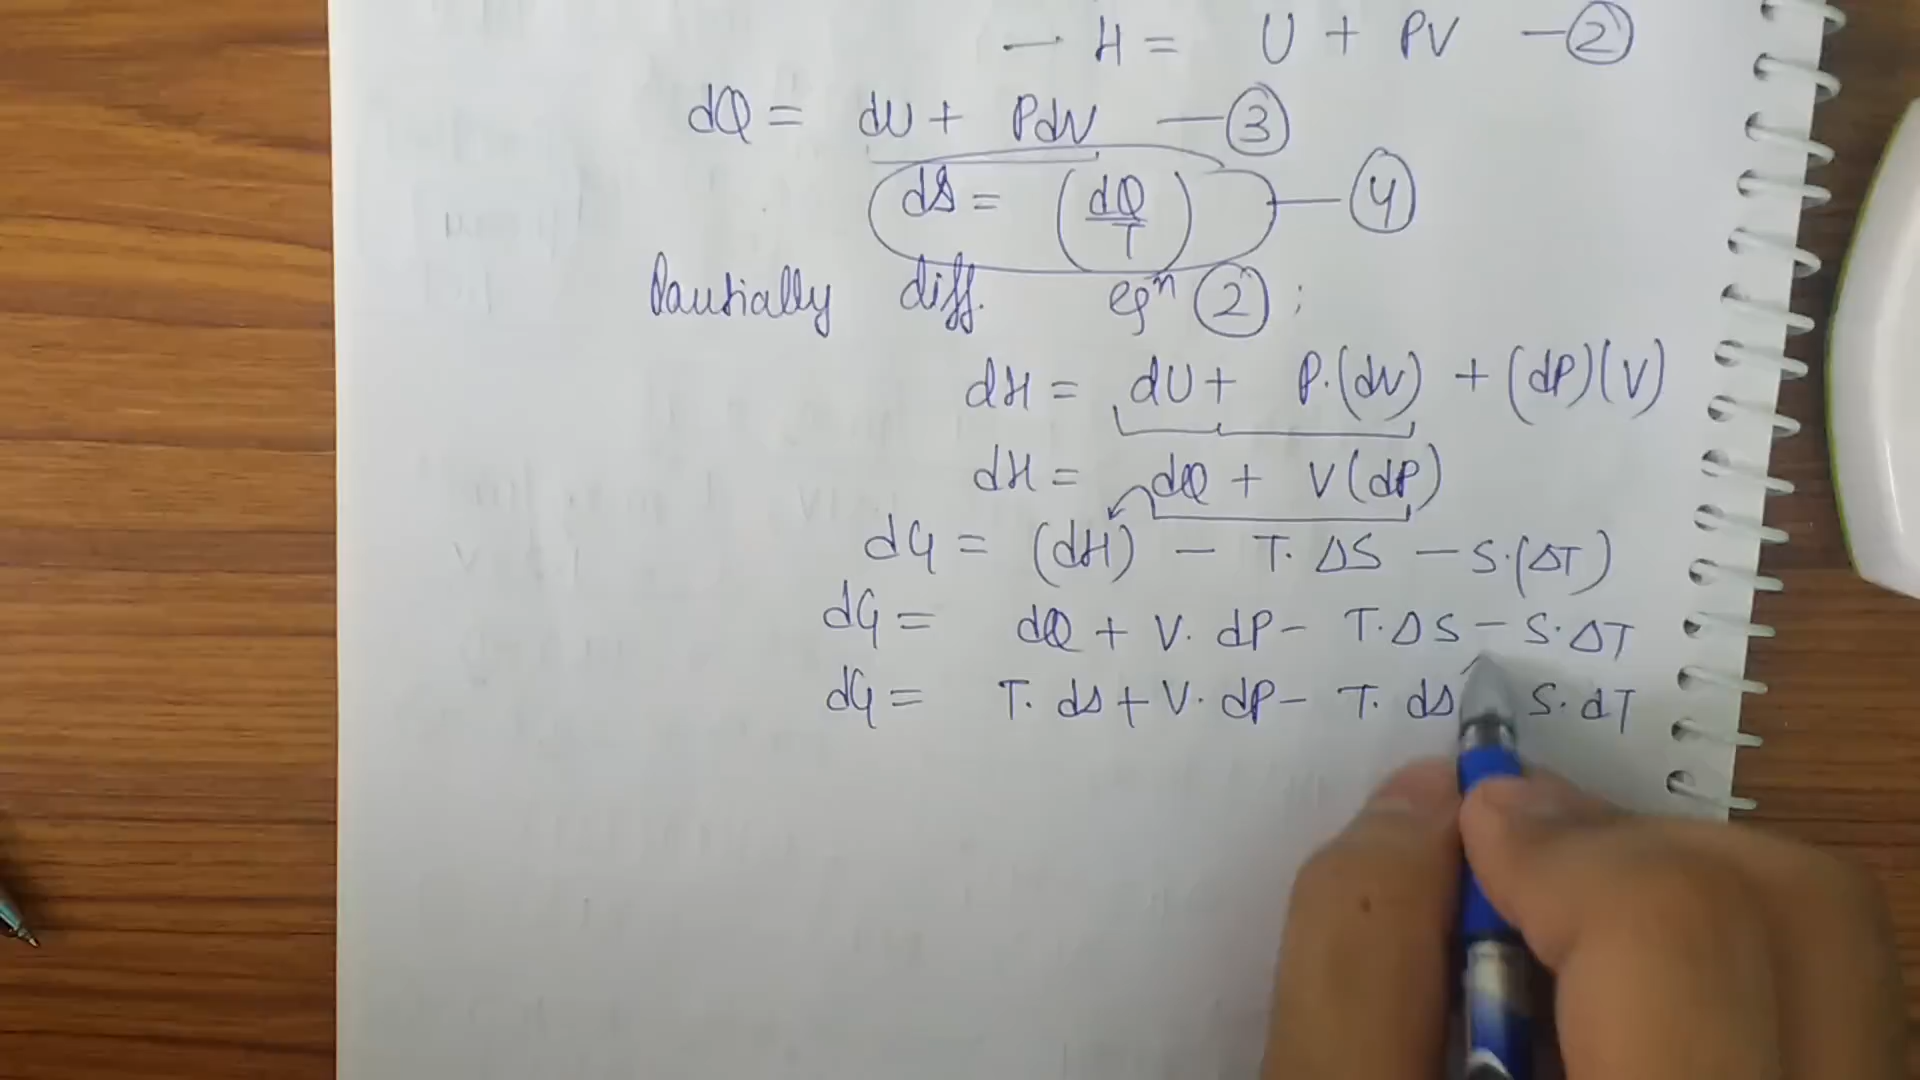 — H = U + PV — ②
dQ = dU + PdV — ③
dS = (dQ/T) — ④
Partially diff. eqⁿ ② ;
dH = dU + P.(dV) + (dP)(V)
dH = dQ + V(dP)
dG = (dH) − T. ΔS − S.(ΔT)
dG = dQ + V. dP − T.ΔS − S.ΔT
dG = T. ds + V. dP − T. ds S. dT